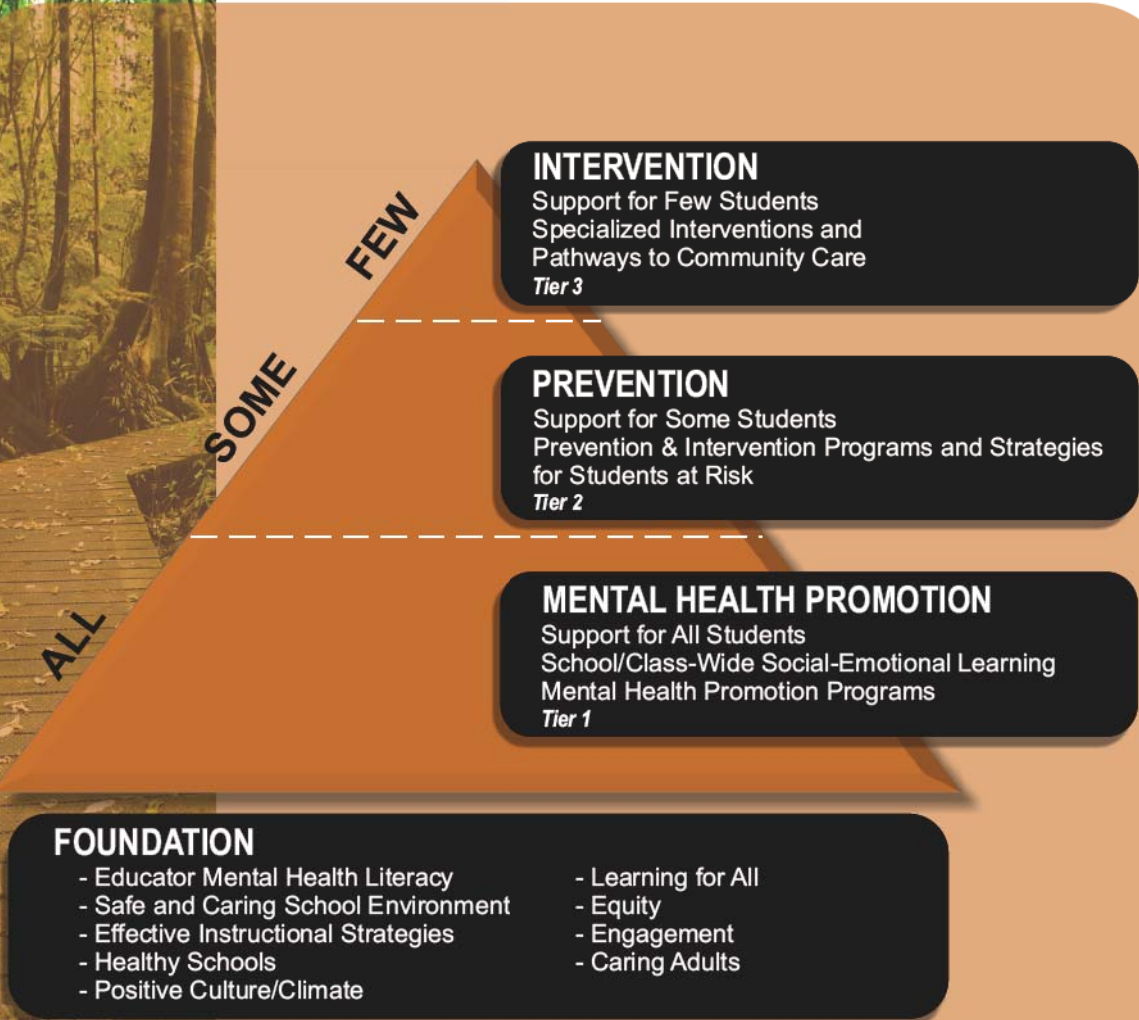 FEW
INTERVENTION
Support for Few Students
Specialized Interventions and
Pathways to Community Care
Tier 3
SOME
PREVENTION
Support for Some Students
Prevention & Intervention Programs and Strategies
for Students at Risk
Tier 2
ALL
MENTAL HEALTH PROMOTION
Support for All Students
School/Class-Wide Social-Emotional Learning
Mental Health Promotion Programs
Tier 1
FOUNDATION
- Educator Mental Health Literacy
- Safe and Caring School Environment
- Effective Instructional Strategies
- Healthy Schools
- Positive Culture/Climate
- Learning for All
- Equity
- Engagement
- Caring Adults